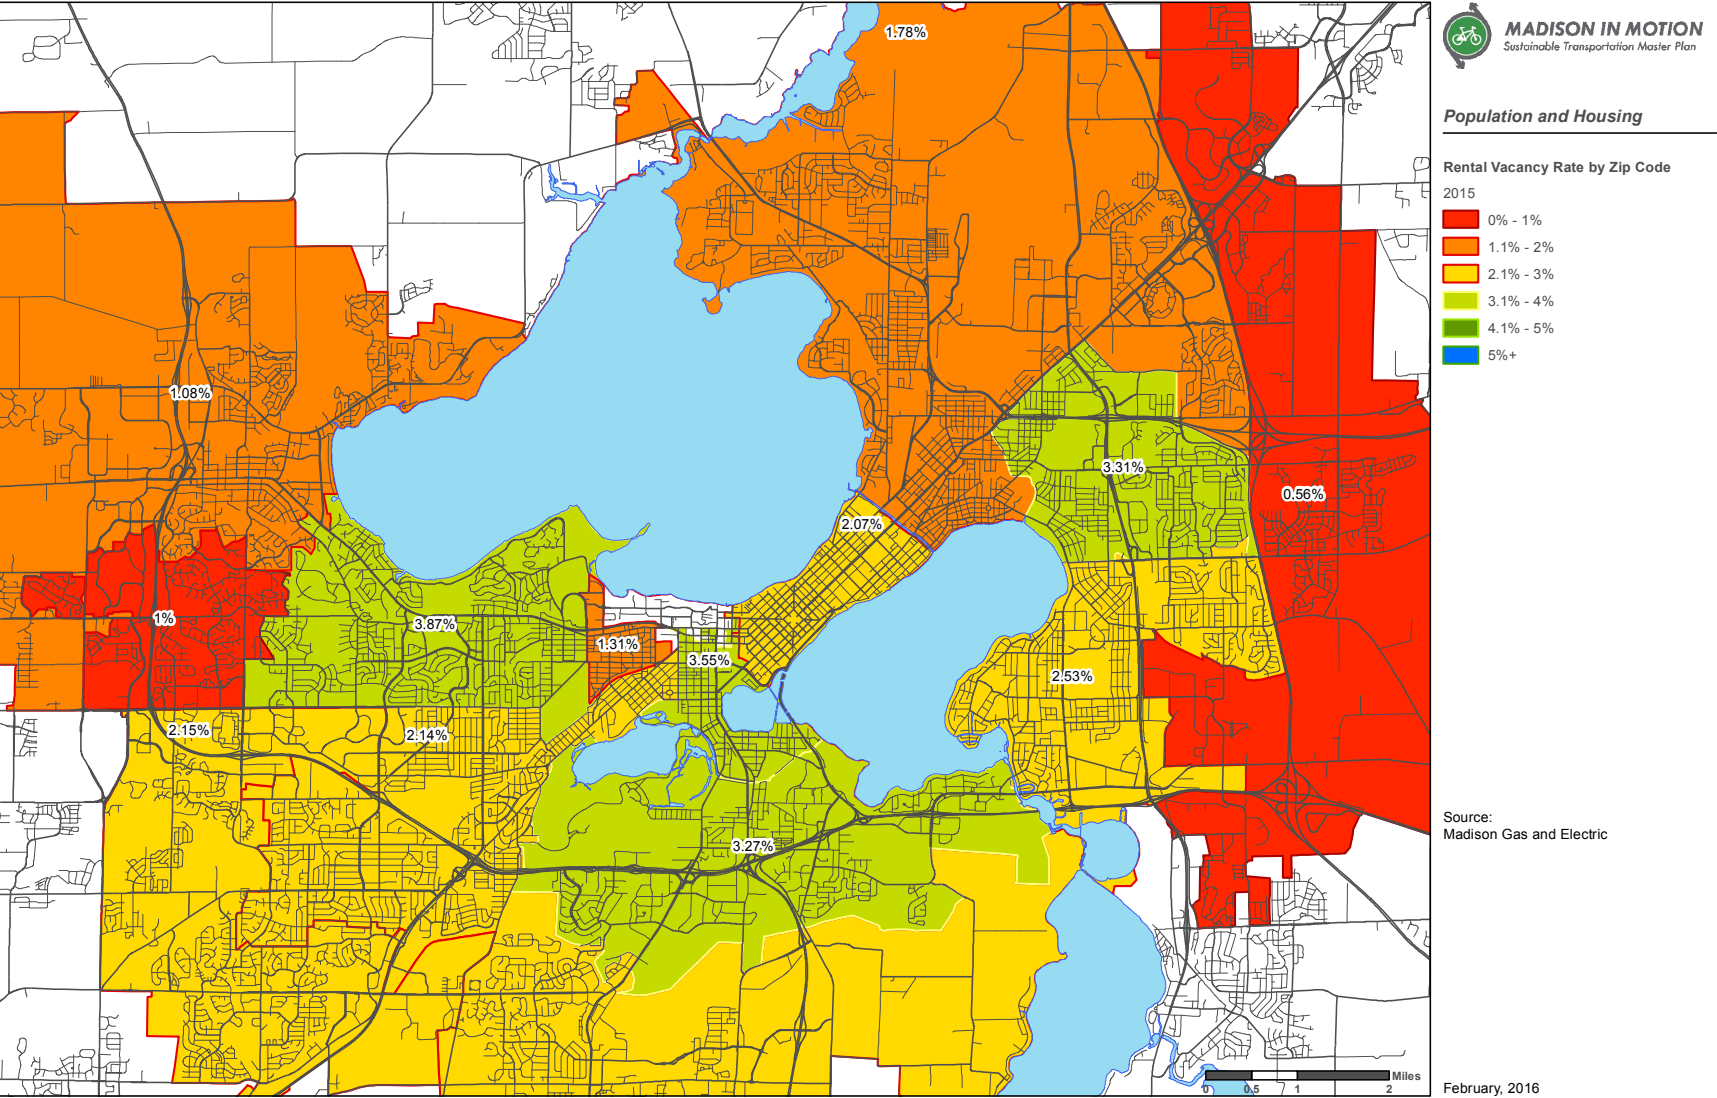 MADISON IN MOTION
Sustainable Transportation Master Plan
Population and Housing
Rental Vacancy Rate by Zip Code
2015
0% - 1%
1.1% - 2%
2.1% - 3%
3.1% - 4%
4.1% - 5%
5%+
1.78%
1.08%
3.31%
0.56%
2.07%
1%
3.87%
1.31%
3.55%
2.53%
2.15%
2.14%
3.27%
Source:
Madison Gas and Electric
Miles
0 0.5 1 2
February, 2016